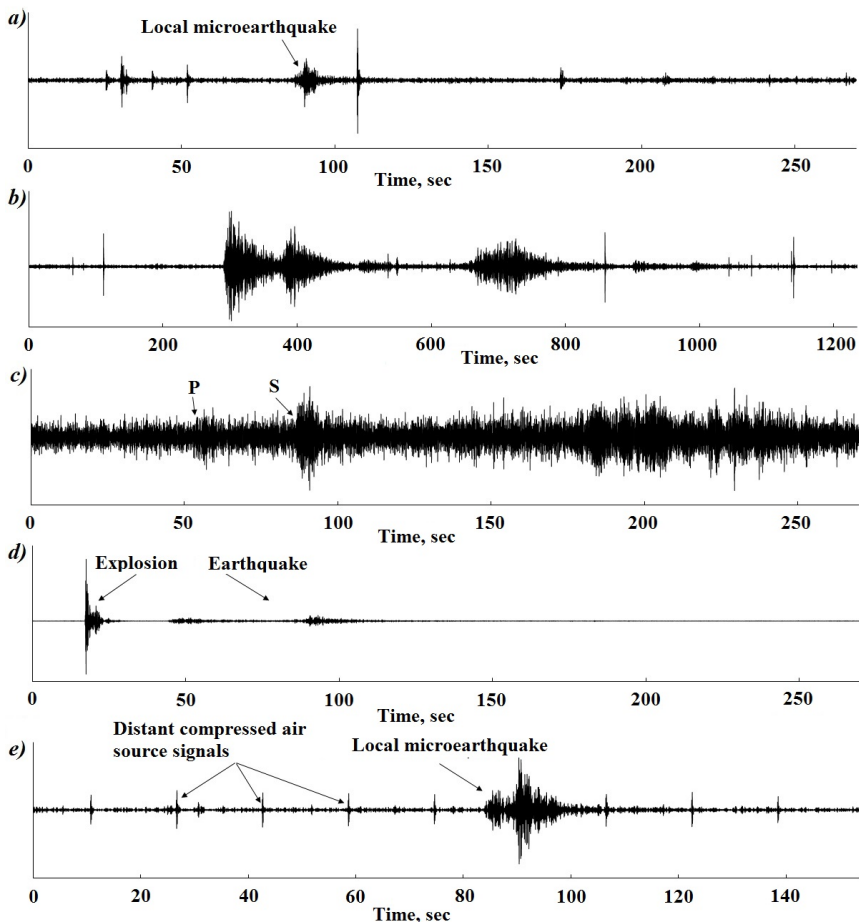 a)
Local microearthquake
0 50 100 150 200 250
Time, sec
b)
0 200 400 600 800 1000 1200
Time, sec
c)
P S
0 50 100 150 200 250
Time, sec
d)
Explosion Earthquake
0 50 100 150 200 250
Time, sec
e)
Distant compressed air
source signals
Local microearthquake
0 20 40 60 80 100 120 140
Time, sec